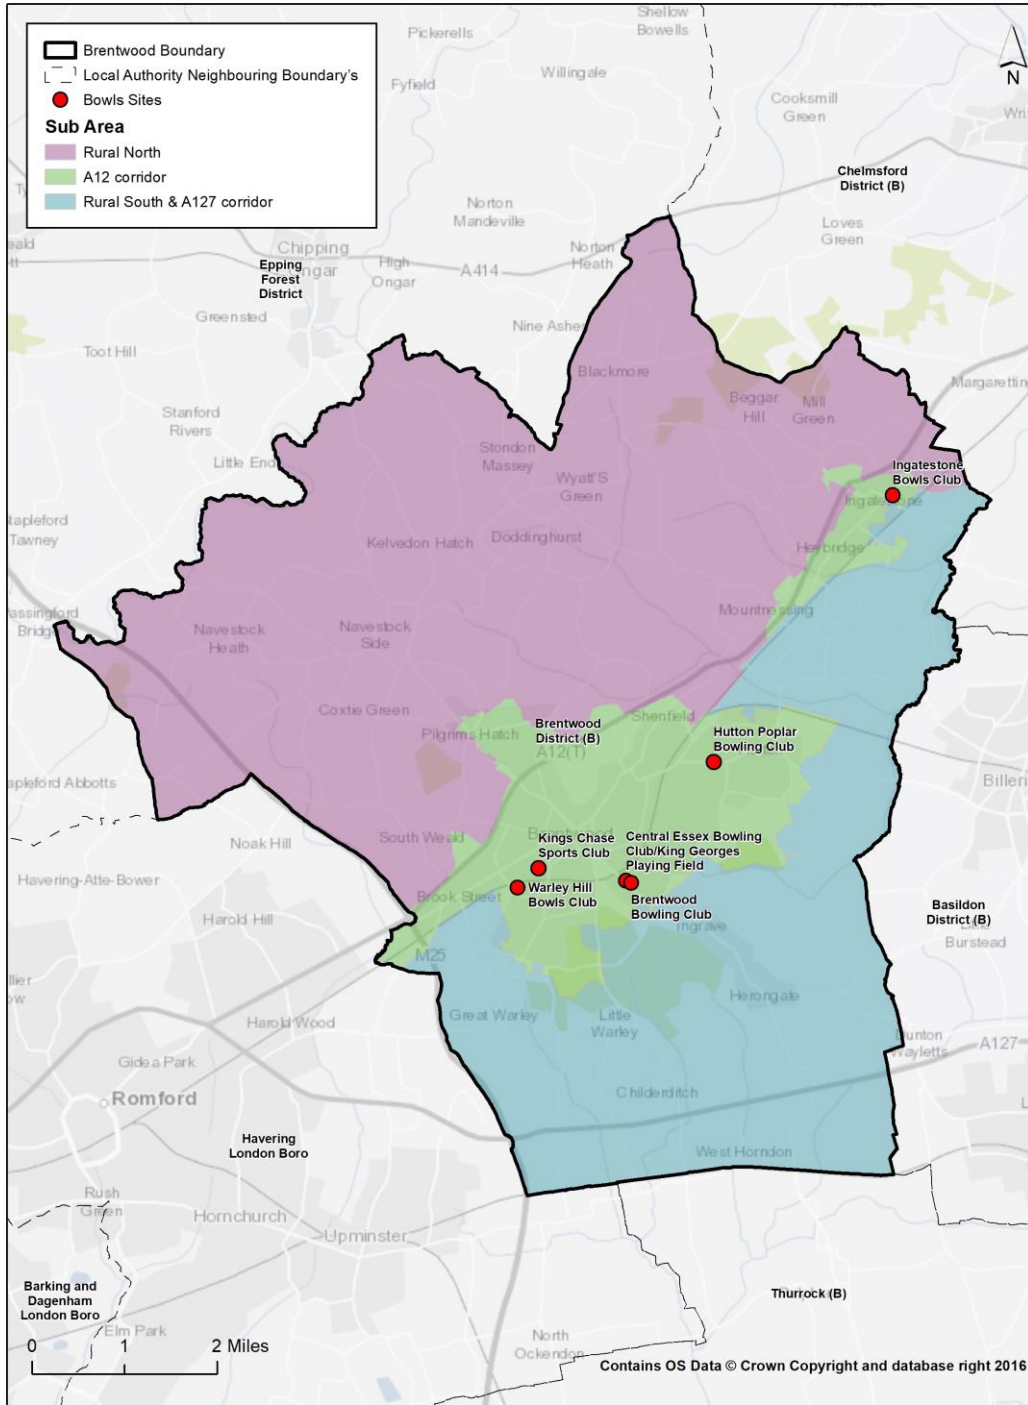 Brentwood Boundary
Local Authority Neighbouring Boundary's
Bowls Sites
Sub Area
Rural North
A12 corridor
Rural South & A127 corridor
N
Shellow
Bowells
Pickerells
Willingale
Fyfield
Cooksmill
Green
Chelmsford
District (B)
Norton
Mandeville
Loves
Green
Chipping
Ongar
High
Ongar
A414
Norton
Heath
Epping
Forest
District
Greensted
Toot Hill
Blackmore
Beggar
Hill
Mill
Green
Stanford
Rivers
Stondon
Massey
Wyatt'S
Green
Ingatestone
Bowls Club
Ingatestone
Tawney
Kelvedon Hatch
Doddinghurst
Heybridge
Mountnessing
Navestock
Heath
Navestock
Side
Coxtie Green
Pilgrims Hatch
Brentwood
District (B)
A12(T)
Shenfield
Hutton Poplar
Bowling Club
Noak Hill
South Weald
Brentwood
Kings Chase
Sports Club
Central Essex Bowling
Club/King Georges
Playing Field
Havering-Atte-Bower
Brook Street
Warley Hill
Bowls Club
Brentwood
Bowling Club
Basildon
District (B)
Little
Burstead
Harold Hill
M25
Great Warley
Little
Warley
Herongate
Harold Wood
Gidea Park
Dunton
Wayletts
A127
Romford
Childerditch
Havering
London Boro
West Horndon
Rush
Green
Hornchurch
Upminster
Barking and
Dagenham
London Boro
Elm Park
Thurrock (B)
North
Ockendon
0 1 2 Miles
Contains OS Data © Crown Copyright and database right 2016